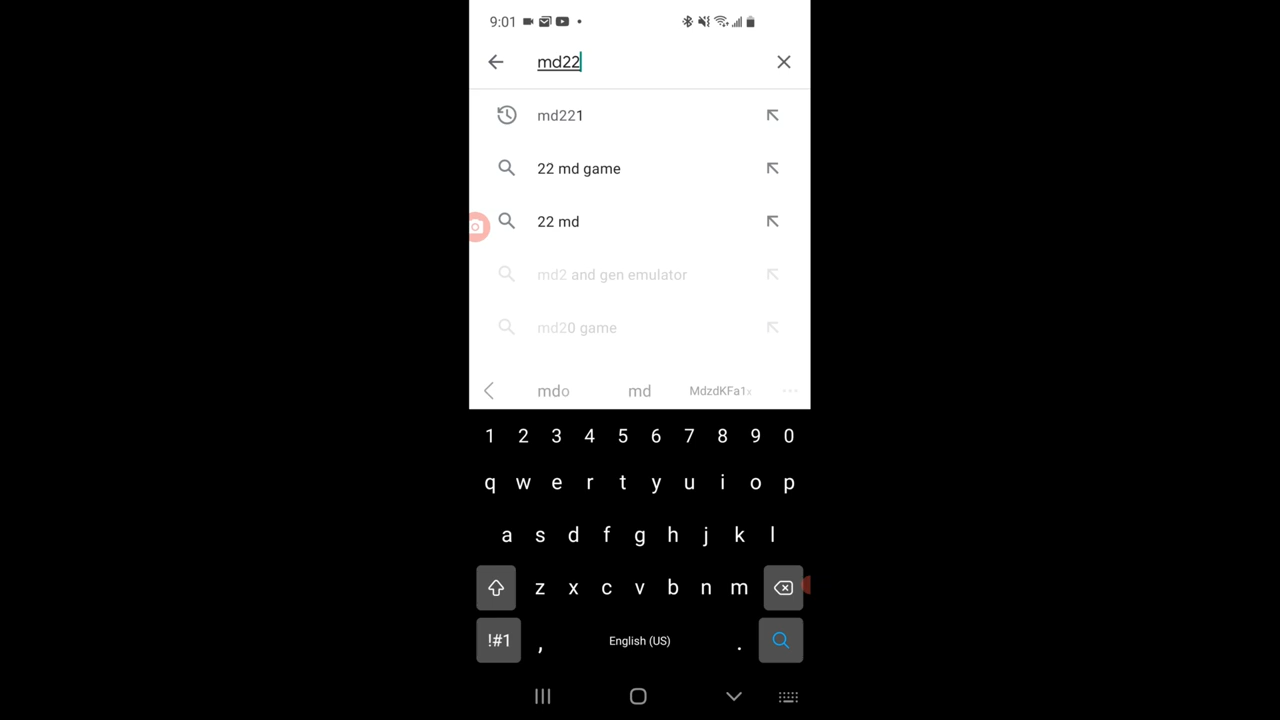 9:01
md22
md221
22 md game
22 md
md2 and gen emulator
md20 game
mdo md MdzdKFa1x
1 2 3 4 5 6 7 8 9 0
q w e r t y u i o p
a s d f g h j k l
z x c v b n m
!#1 , English (US) .